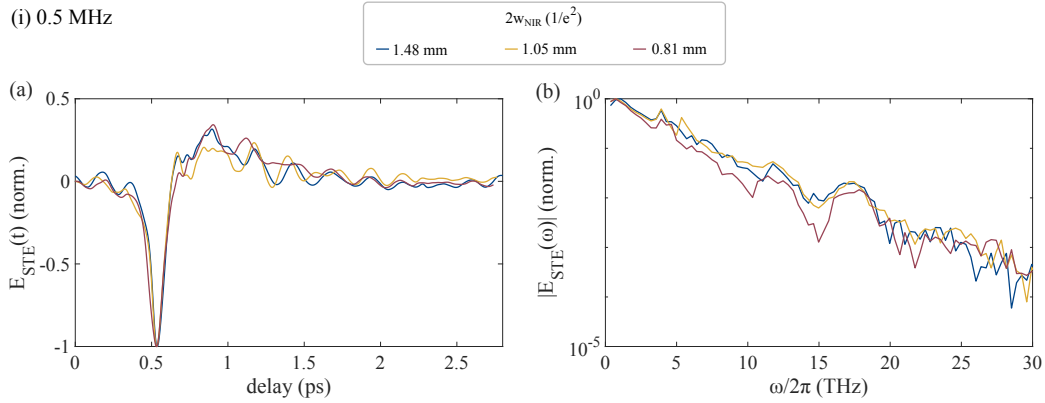 (i) 0.5 MHz
2w_NIR (1/e^2)
1.48 mm
1.05 mm
0.81 mm
(a)
0.5
0
-0.5
-1
E_STE(t) (norm.)
0
0.5
1
1.5
2
2.5
delay (ps)
(b)
10^0
10^-5
|E_STE(ω)| (norm.)
0
5
10
15
20
25
30
ω/2π (THz)